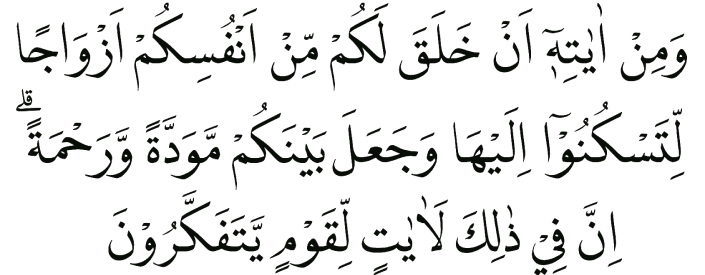 وَمِنْ اٰيٰتِهٖٓ اَنْ خَلَقَ لَكُمْ مِّنْ اَنْفُسِكُمْ اَزْوَاجًا
لِّتَسْكُنُوْٓا اِلَيْهَا وَجَعَلَ بَيْنَكُمْ مَّوَدَّةً وَّرَحْمَةً ۗ
اِنَّ فِيْ ذٰلِكَ لَاٰيٰتٍ لِّقَوْمٍ يَّتَفَكَّرُوْنَ